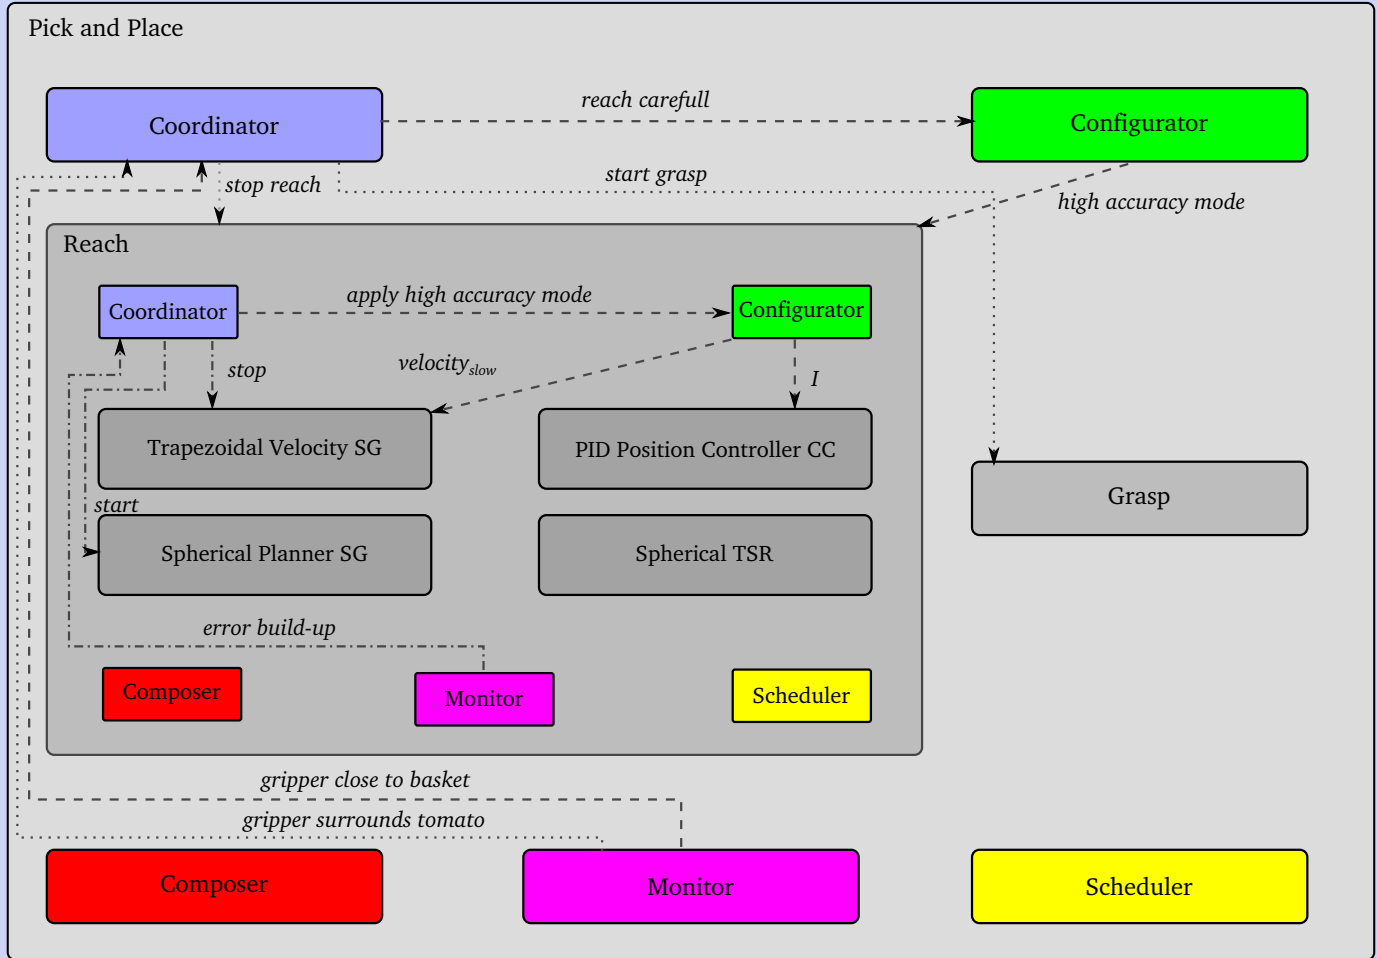 Pick and Place
reach carefull
Coordinator
Configurator
stop reach
start grasp
high accuracy mode
Reach
apply high accuracy mode
Coordinator
Configurator
stop
velocity_slow
I
Trapezoidal Velocity SG
PID Position Controller CC
Grasp
start
Spherical Planner SG
Spherical TSR
error build-up
Composer
Monitor
Scheduler
gripper close to basket
gripper surrounds tomato
Composer
Monitor
Scheduler